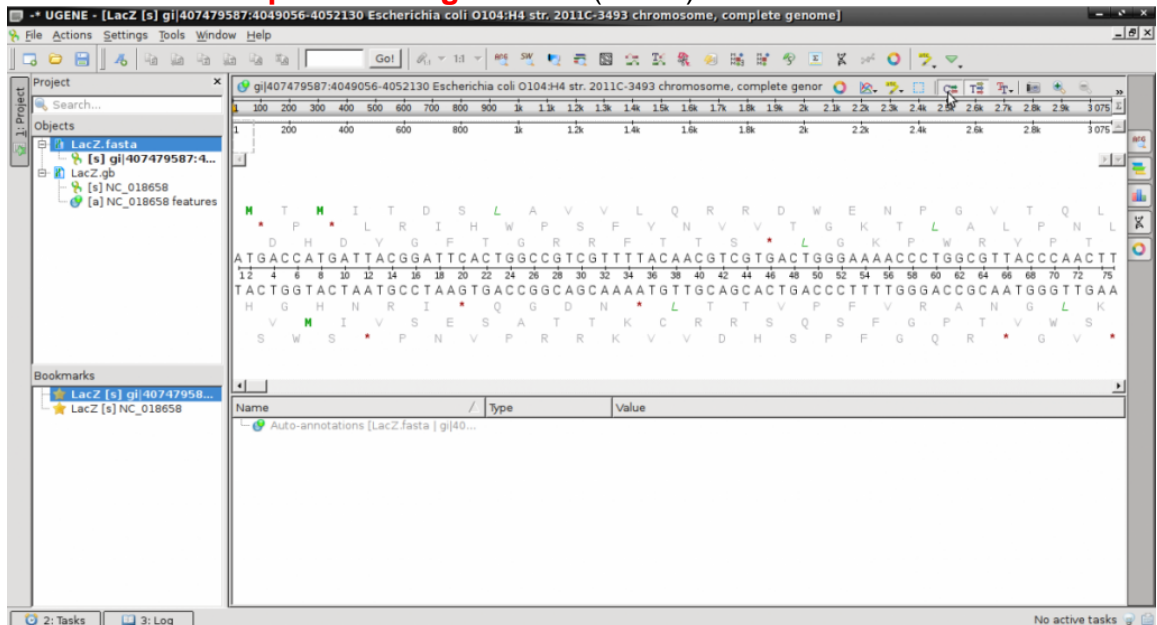 -* UGENE - [LacZ [s] gi|407479587:4049056-4052130 Escherichia coli O104:H4 str. 2011C-3493 chromosome, complete genome]
File Actions Settings Tools Window Help
Go!
1: Project
Project
Search...
Objects
LacZ.fasta
[s] gi|407479587:4...
LacZ.gb
[s] NC_018658
[a] NC_018658 features
Bookmarks
LacZ [s] gi|40747958...
LacZ [s] NC_018658
gi|407479587:4049056-4052130 Escherichia coli O104:H4 str. 2011C-3493 chromosome, complete genor
1 100 200 300 400 500 600 700 800 900 1k 1.1k 1.2k 1.3k 1.4k 1.5k 1.6k 1.7k 1.8k 1.9k 2k 2.1k 2.2k 2.3k 2.4k 2.5k 2.6k 2.7k 2.8k 2.9k 3 075
1 200 400 600 800 1k 1.2k 1.4k 1.6k 1.8k 2k 2.2k 2.4k 2.6k 2.8k 3 075
M T M I T D S L A V V L Q R R D W E N P G V T Q L
* P * L R I H W P S F Y N V V T G K T L A L P N L
D H D Y G F T G R R F T T S * L G K P W R Y P T
ATGACCATGATTACGGATTCACTGGCCGTCGTTTTACAACGTCGTGACTGGGAAAACCCTGGCGTTACCCAACTT
1 2 4 6 8 10 12 14 16 18 20 22 24 26 28 30 32 34 36 38 40 42 44 46 48 50 52 54 56 58 60 62 64 66 68 70 72 75
TACTGGTACTAATGCCTAAGTGACCGGCAGCAAAATGTTGCAGCACTGACCCTTTTGGGACCGCAATGGGTTGAA
H G H N R I * Q G D N * L T T V P F V R A N G L K
V M I V S E S A T T K C R R S Q S F G P T V W S
S W S * P N V P R R K V V D H S P F G Q R * G V *
Name / Type Value
Auto-annotations [LacZ.fasta | gi|40...
2: Tasks 3: Log No active tasks